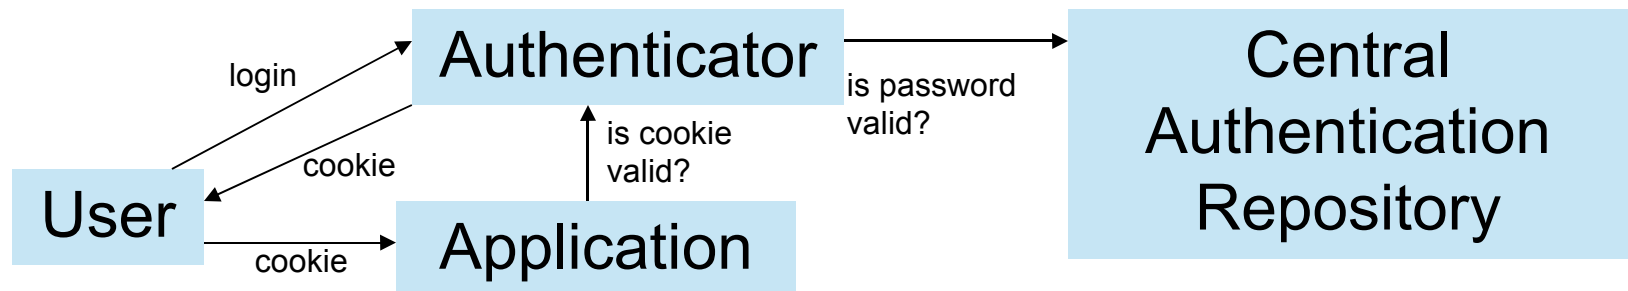 Authenticator
Central
Authentication
Repository
login
is password
valid?
is cookie
valid?
cookie
User
Application
cookie